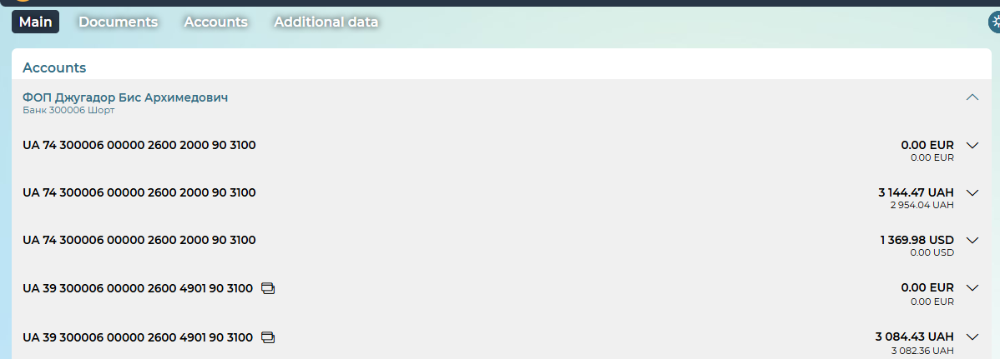 Main Documents Accounts Additional data
Accounts
ФОП Джугадор Бис Архимедович
Банк 300006 Шорт
UA 74 300006 00000 2600 2000 90 3100 0.00 EUR
0.00 EUR
UA 74 300006 00000 2600 2000 90 3100 3 144.47 UAH
2 954.04 UAH
UA 74 300006 00000 2600 2000 90 3100 1 369.98 USD
0.00 USD
UA 39 300006 00000 2600 4901 90 3100 0.00 EUR
0.00 EUR
UA 39 300006 00000 2600 4901 90 3100 3 084.43 UAH
3 082.36 UAH